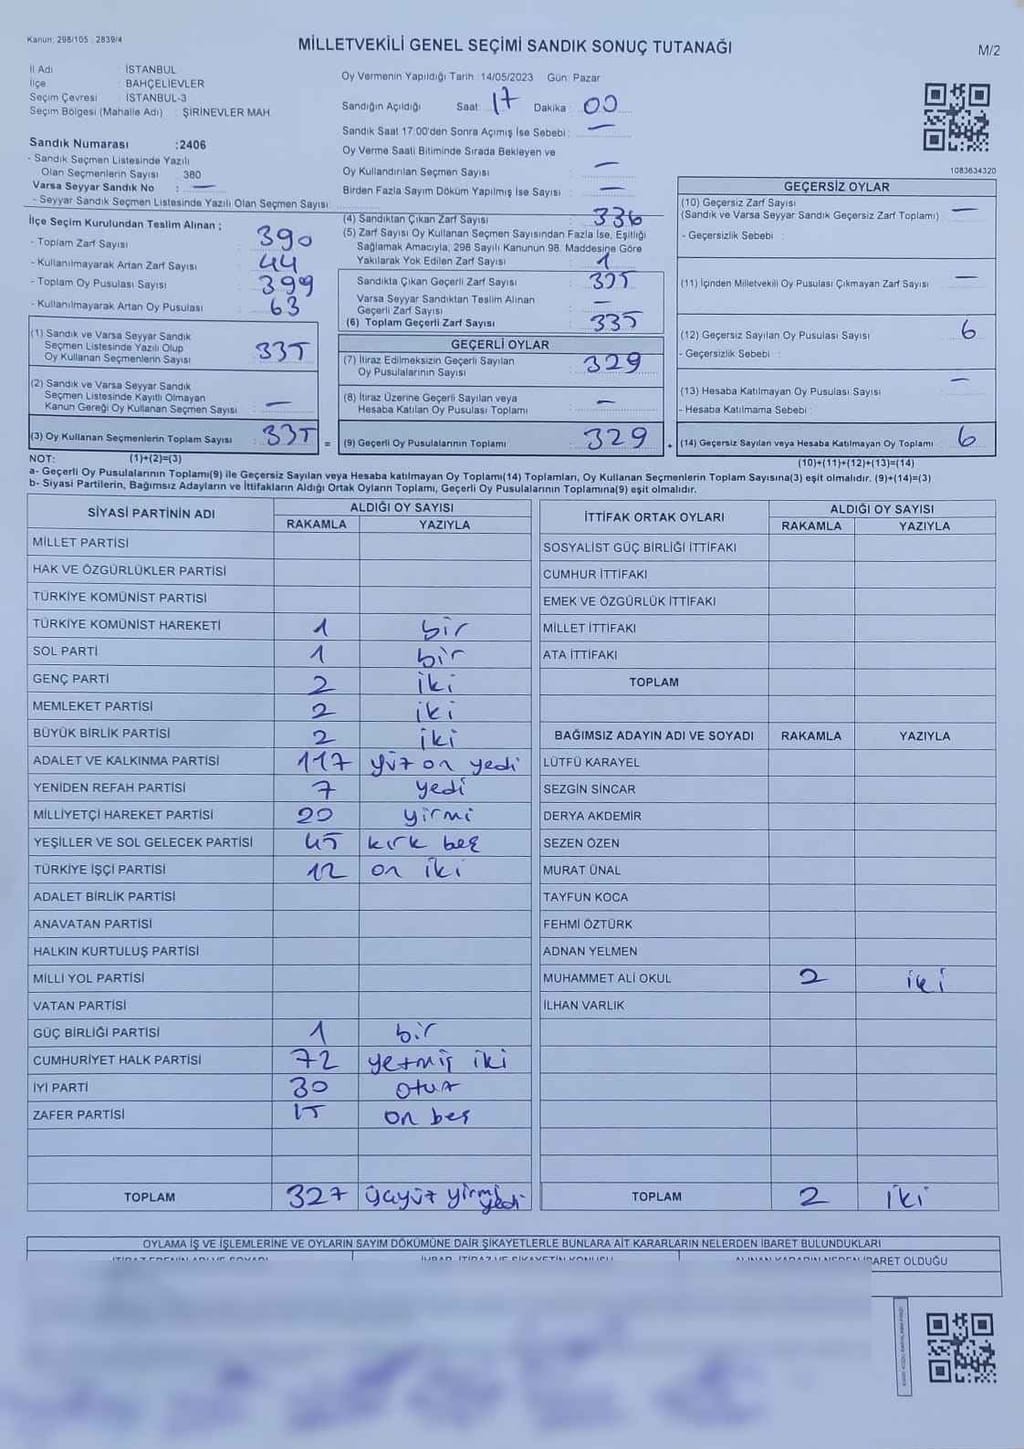 Kanun: 298/105 : 2839/4
MİLLETVEKİLİ GENEL SEÇİMİ SANDIK SONUÇ TUTANAĞI
M/2
İl Adı : İSTANBUL
İlçe : BAHÇELİEVLER
Seçim Çevresi : İSTANBUL-3
Seçim Bölgesi (Mahalle Adı) : ŞİRİNEVLER MAH
Sandık Numarası :2406
- Sandık Seçmen Listesinde Yazılı
Olan Seçmenlerin Sayısı 380
Varsa Seyyar Sandık No : —
- Seyyar Sandık Seçmen Listesinde Yazılı Olan Seçmen Sayısı:
Oy Vermenin Yapıldığı Tarih :14/05/2023 Gün: Pazar
Sandığın Açıldığı Saat: 17 Dakika : 00
Sandık Saat 17:00'den Sonra Açımış İse Sebebi : —
Oy Verme Saati Bitiminde Sırada Bekleyen ve
Oy Kullandırılan Seçmen Sayısı : —
Birden Fazla Sayım Döküm Yapılmış İse Sayısı : —
1083634320
İlçe Seçim Kurulundan Teslim Alınan ;
- Toplam Zarf Sayısı : 390
- Kullanılmayarak Artan Zarf Sayısı : 44
- Toplam Oy Pusulası Sayısı : 399
- Kullanılmayarak Artan Oy Pusulası : 63
(1) Sandık ve Varsa Seyyar Sandık
Seçmen Listesinde Yazılı Olup
Oy Kullanan Seçmenlerin Sayısı : 335
(2) Sandık ve Varsa Seyyar Sandık
Seçmen Listesinde Kayıtlı Olmayan
Kanun Gereği Oy Kullanan Seçmen Sayısı : —
(3) Oy Kullanan Seçmenlerin Toplam Sayısı : 335 =
(4) Sandıktan Çıkan Zarf Sayısı : 336
(5) Zarf Sayısı Oy Kullanan Seçmen Sayısından Fazla İse, Eşitliği
Sağlamak Amacıyla, 298 Sayılı Kanunun 98. Maddesine Göre
Yakılarak Yok Edilen Zarf Sayısı : 1
Sandıkta Çıkan Geçerli Zarf Sayısı : 335
Varsa Seyyar Sandıktan Teslim Alınan
Geçerli Zarf Sayısı : —
(6) Toplam Geçerli Zarf Sayısı : 335
GEÇERLİ OYLAR
(7) İtiraz Edilmeksizin Geçerli Sayılan
Oy Pusulalarının Sayısı : 329
(8) İtiraz Üzerine Geçerli Sayılan veya
Hesaba Katılan Oy Pusulası Toplamı : —
(9) Geçerli Oy Pusulalarının Toplamı : 329
GEÇERSİZ OYLAR
(10) Geçersiz Zarf Sayısı
(Sandık ve Varsa Seyyar Sandık Geçersiz Zarf Toplamı) : —
- Geçersizlik Sebebi :
(11) İçinden Milletvekili Oy Pusulası Çıkmayan Zarf Sayısı : —
(12) Geçersiz Sayılan Oy Pusulası Sayısı : 6
- Geçersizlik Sebebi :
(13) Hesaba Katılmayan Oy Pusulası Sayısı : —
- Hesaba Katılmama Sebebi :
(14) Geçersiz Sayılan veya Hesaba Katılmayan Oy Toplamı : 6
NOT: (1)+(2)=(3)
(10)+(11)+(12)+(13)=(14)
a- Geçerli Oy Pusulalarının Toplamı(9) ile Geçersiz Sayılan veya Hesaba katılmayan Oy Toplamı(14) Toplamları, Oy Kullanan Seçmenlerin Toplam Sayısına(3) eşit olmalıdır. (9)+(14)=(3)
b- Siyasi Partilerin, Bağımsız Adayların ve İttifakların Aldığı Ortak Oyların Toplamı, Geçerli Oy Pusulalarının Toplamına(9) eşit olmalıdır.
SİYASİ PARTİNİN ADI ALDIĞI OY SAYISI
RAKAMLA YAZIYLA
MİLLET PARTİSİ
HAK VE ÖZGÜRLÜKLER PARTİSİ
TÜRKİYE KOMÜNİST PARTİSİ
TÜRKİYE KOMÜNİST HAREKETİ 1 bir
SOL PARTİ 1 bir
GENÇ PARTİ 2 iki
MEMLEKET PARTİSİ 2 iki
BÜYÜK BİRLİK PARTİSİ 2 iki
ADALET VE KALKINMA PARTİSİ 117 yüz on yedi
YENİDEN REFAH PARTİSİ 7 yedi
MİLLİYETÇİ HAREKET PARTİSİ 20 yirmi
YEŞİLLER VE SOL GELECEK PARTİSİ 45 kırk beş
TÜRKİYE İŞÇİ PARTİSİ 12 on iki
ADALET BİRLİK PARTİSİ
ANAVATAN PARTİSİ
HALKIN KURTULUŞ PARTİSİ
MİLLİ YOL PARTİSİ
VATAN PARTİSİ
GÜÇ BİRLİĞİ PARTİSİ 1 bir
CUMHURİYET HALK PARTİSİ 72 yetmiş iki
İYİ PARTİ 30 otuz
ZAFER PARTİSİ 15 on beş
TOPLAM 327 üçyüz yirmi yedi
İTTİFAK ORTAK OYLARI ALDIĞI OY SAYISI
RAKAMLA YAZIYLA
SOSYALİST GÜÇ BİRLİĞİ İTTİFAKI
CUMHUR İTTİFAKI
EMEK VE ÖZGÜRLÜK İTTİFAKI
MİLLET İTTİFAKI
ATA İTTİFAKI
TOPLAM
BAĞIMSIZ ADAYIN ADI VE SOYADI RAKAMLA YAZIYLA
LÜTFÜ KARAYEL
SEZGİN SİNCAR
DERYA AKDEMİR
SEZEN ÖZEN
MURAT ÜNAL
TAYFUN KOCA
FEHMİ ÖZTÜRK
ADNAN YELMEN
MUHAMMET ALİ OKUL 2 iki
İLHAN VARLIK
TOPLAM 2 iki
OYLAMA İŞ VE İŞLEMLERİNE VE OYLARIN SAYIM DÖKÜMÜNE DAİR ŞİKAYETLERLE BUNLARA AİT KARARLARIN NELERDEN İBARET BULUNDUKLARI
OLDUĞU